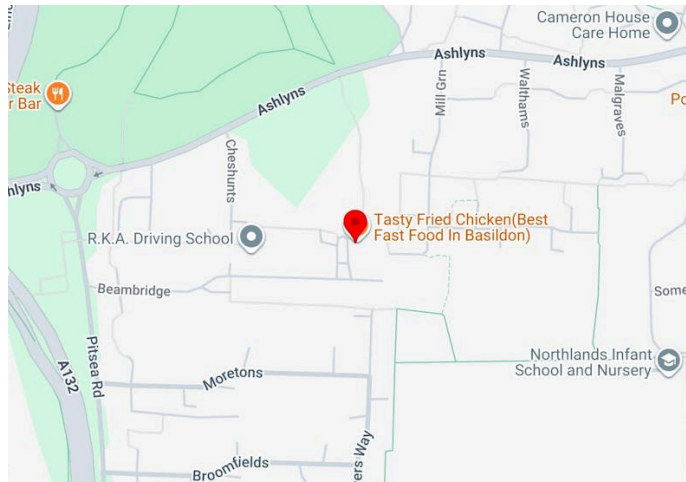 Cameron House
Care Home
Steak
r Bar
Ashlyns
Ashlyns
Mill Grn
Walthams
Malgraves
Po
Cheshunts
hlyns
Tasty Fried Chicken(Best
Fast Food In Basildon)
R.K.A. Driving School
Beambridge
Some
Pitsea Rd
A132
Moretons
Northlands Infant
School and Nursery
ers Way
Broomfields